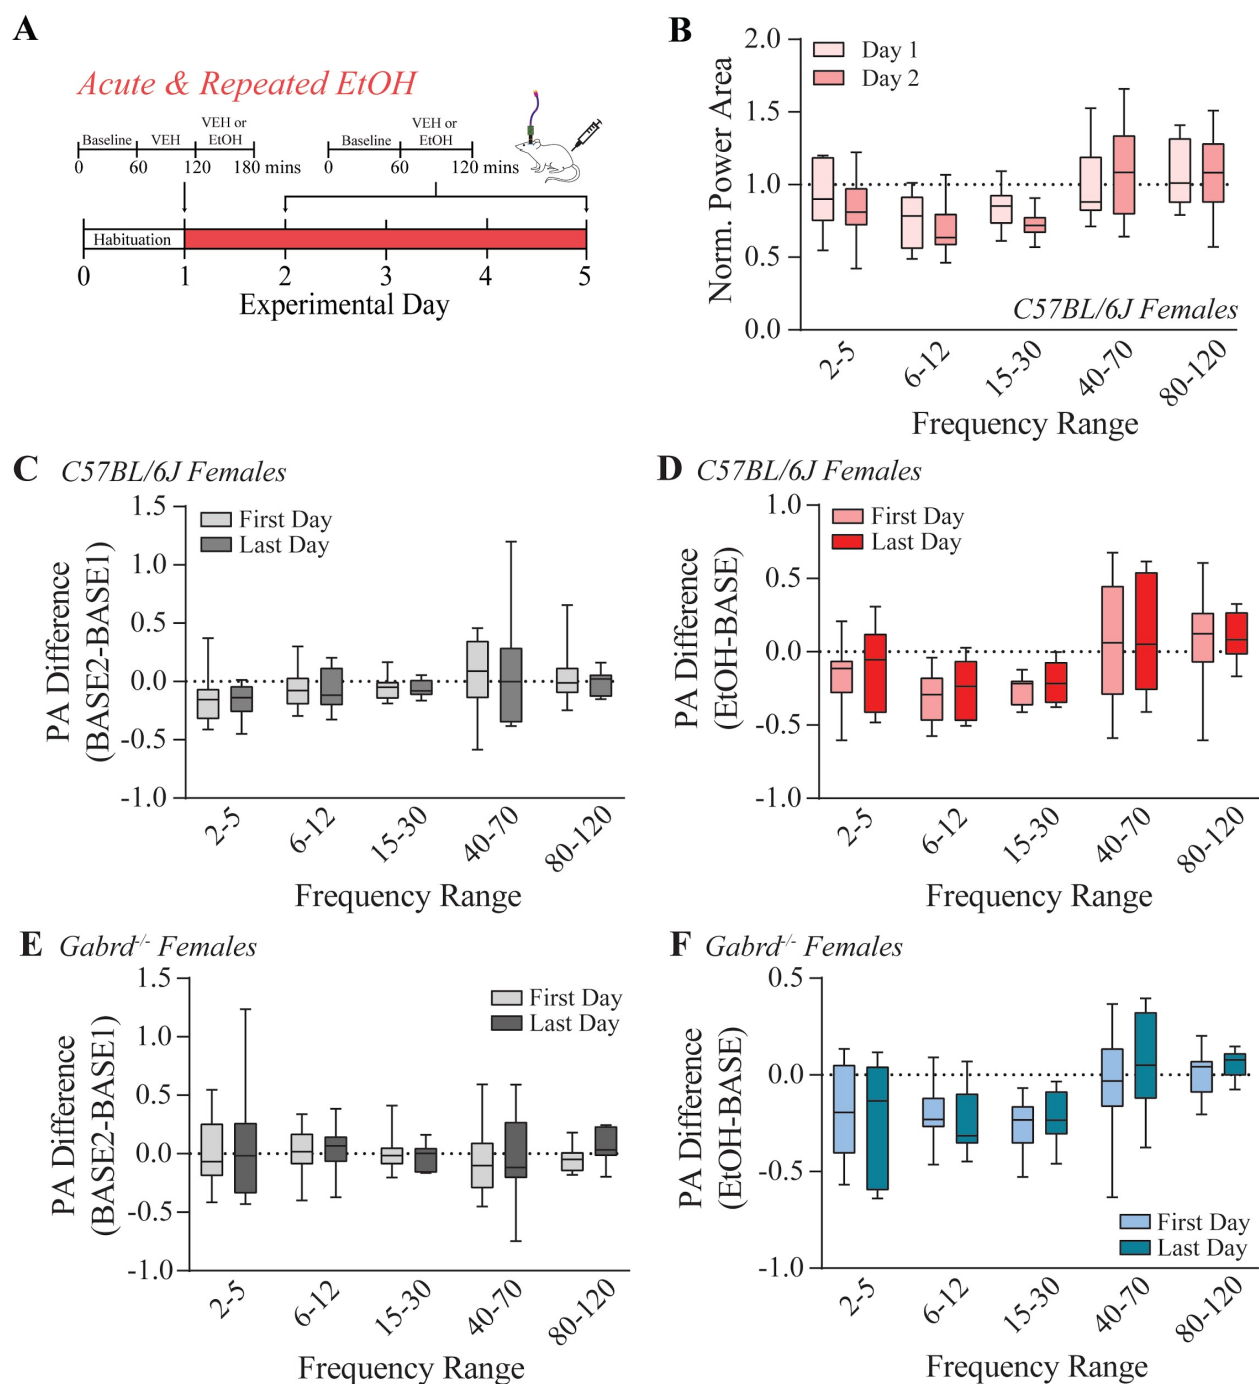 A
Acute & Repeated EtOH
Baseline VEH VEH or EtOH
0 60 120 180 mins
Baseline VEH or EtOH
0 60 120 mins
Habituation
0 1 2 3 4 5
Experimental Day
B
Norm. Power Area
2.0
1.5
1.0
0.5
0.0
Day 1
Day 2
C57BL/6J Females
2-5 6-12 15-30 40-70 80-120
Frequency Range
C C57BL/6J Females
PA Difference
(BASE2-BASE1)
1.5
1.0
0.5
0.0
-0.5
-1.0
First Day
Last Day
2-5 6-12 15-30 40-70 80-120
Frequency Range
D C57BL/6J Females
PA Difference
(EtOH-BASE)
1.0
0.5
0.0
-0.5
-1.0
First Day
Last Day
2-5 6-12 15-30 40-70 80-120
Frequency Range
E Gabrd-/- Females
PA Difference
(BASE2-BASE1)
1.5
1.0
0.5
0.0
-0.5
-1.0
First Day
Last Day
2-5 6-12 15-30 40-70 80-120
Frequency Range
F Gabrd-/- Females
PA Difference
(EtOH-BASE)
0.5
0.0
-0.5
-1.0
First Day
Last Day
2-5 6-12 15-30 40-70 80-120
Frequency Range